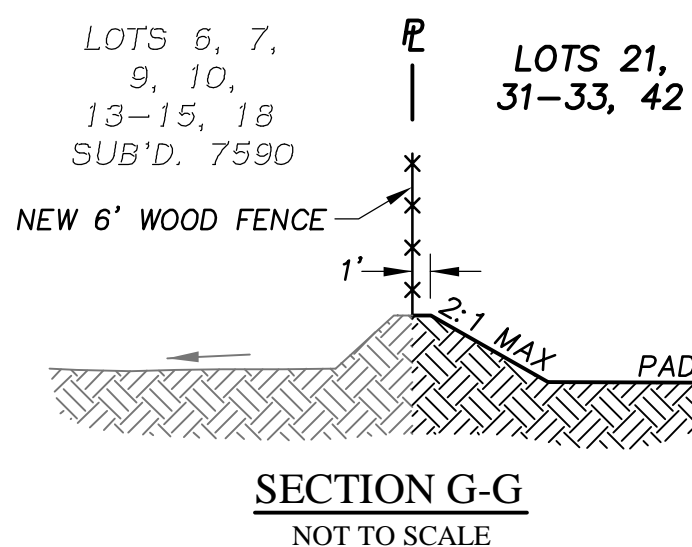 LOTS 6, 7,
9, 10,
13-15, 18
SUB'D. 7590
PL
LOTS 21,
31-33, 42
NEW 6' WOOD FENCE
1'
2:1 MAX
PAD
SECTION G-G
NOT TO SCALE